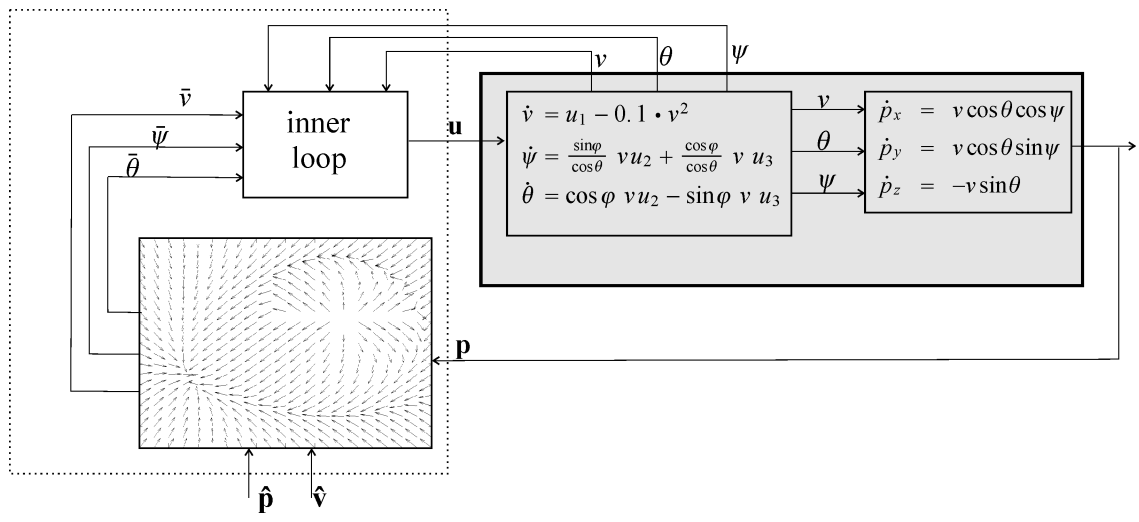 v θ ψ
v̄
ψ̄
θ̄
inner
loop
u
v̇ = u₁ − 0.1 • v²
ψ̇ = sinφ/cosθ v u₂ + cosφ/cosθ v u₃
θ̇ = cosφ v u₂ − sinφ v u₃
v
θ
ψ
ṗₓ = v cosθ cosψ
ṗ_y = v cosθ sinψ
ṗ_z = −v sinθ
p
p̂ v̂